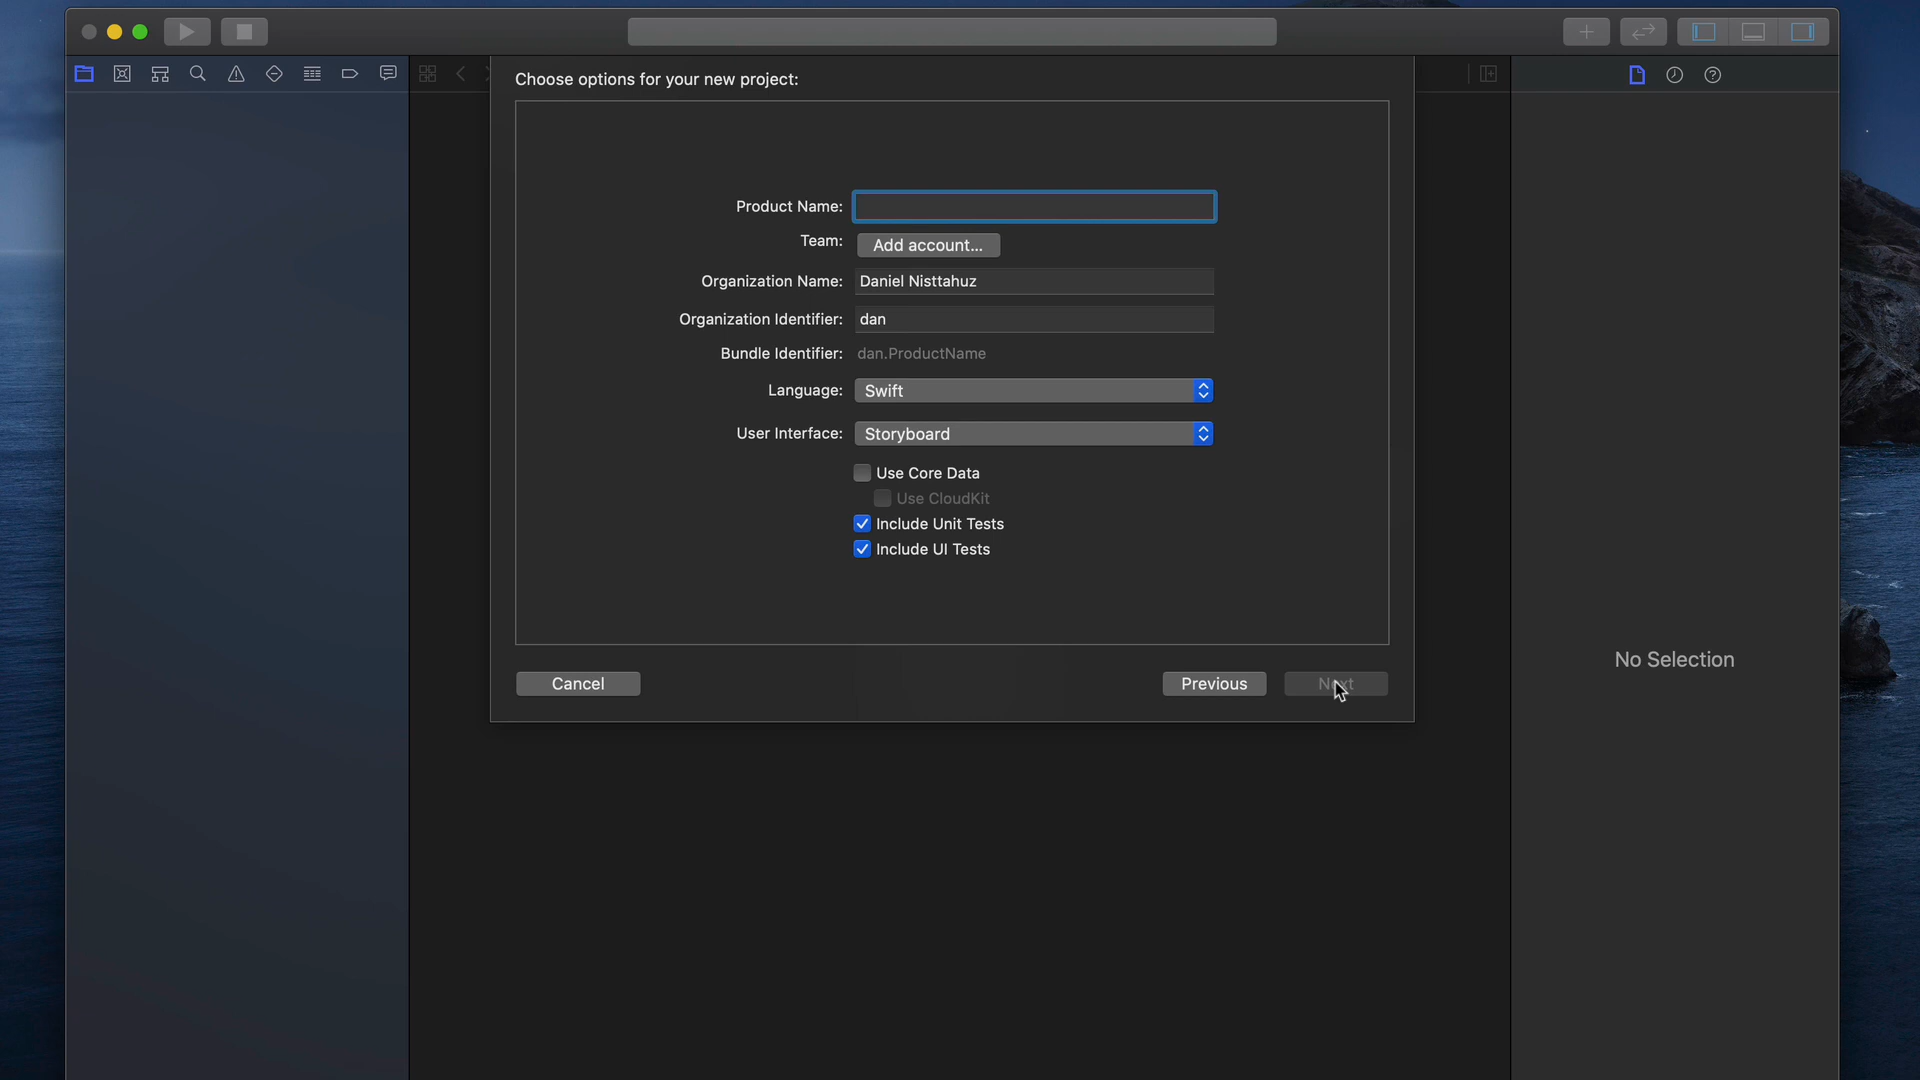 Choose options for your new project:
Product Name:
Team: Add account...
Organization Name: Daniel Nisttahuz
Organization Identifier: dan
Bundle Identifier: dan.ProductName
Language: Swift
User Interface: Storyboard
Use Core Data
Use CloudKit
Include Unit Tests
Include UI Tests
No Selection
Cancel Previous Next